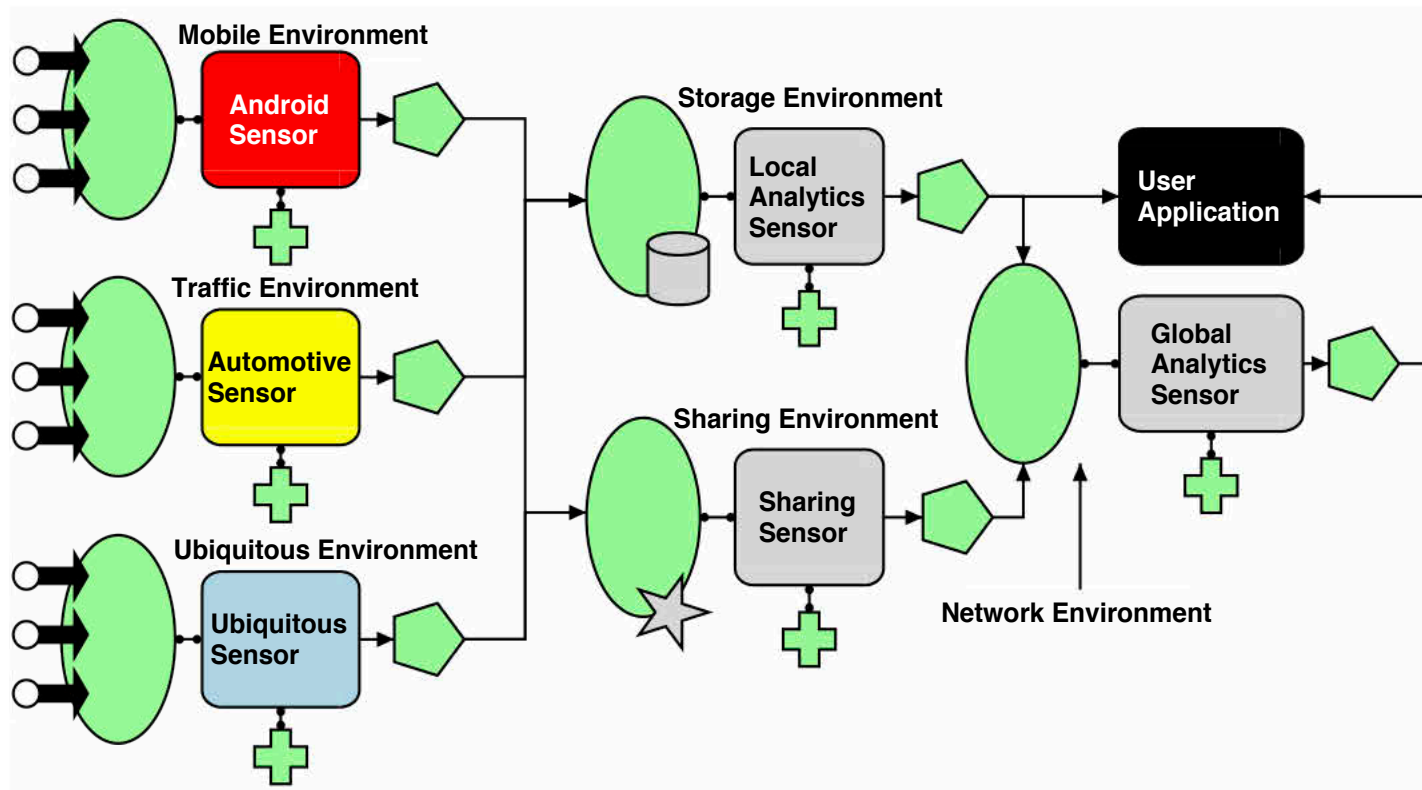 Mobile Environment
Android
Sensor
Traffic Environment
Automotive
Sensor
Ubiquitous Environment
Ubiquitous
Sensor
Storage Environment
Local
Analytics
Sensor
Sharing Environment
Sharing
Sensor
User
Application
Global
Analytics
Sensor
Network Environment